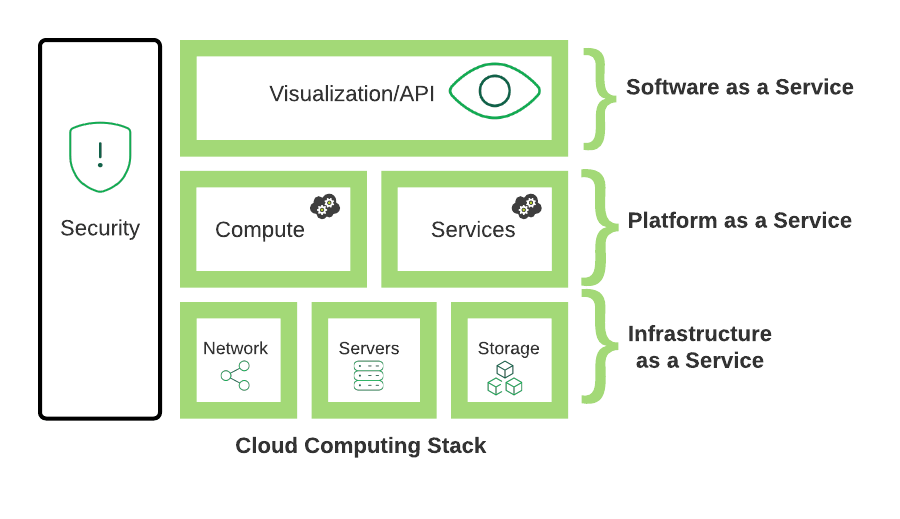 Security
Visualization/API
Software as a Service
Compute
Services
Platform as a Service
Network
Servers
Storage
Infrastructure
as a Service
Cloud Computing Stack